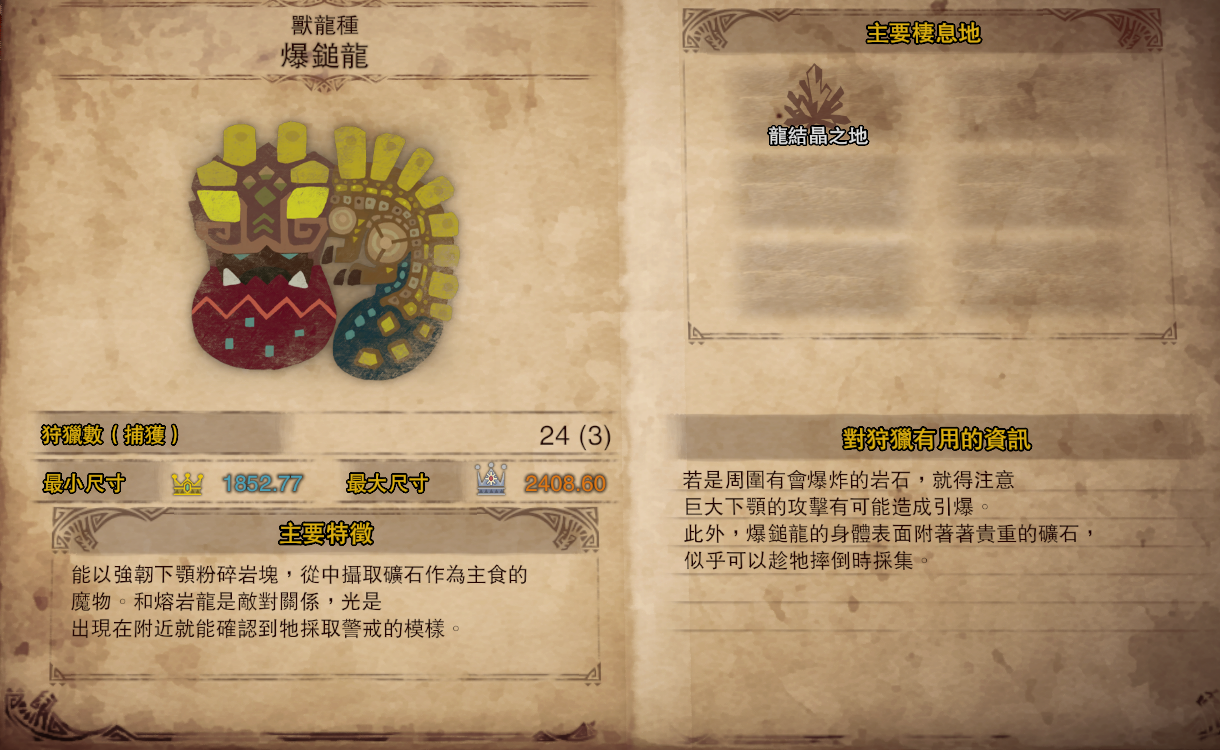 獸龍種
爆鎚龍
狩獵數（捕獲）
24 (3)
最小尺寸
1852.77
最大尺寸
2408.60
主要特徵
能以強韌下顎粉碎岩塊，從中攝取礦石作為主食的
魔物。和熔岩龍是敵對關係，光是
出現在附近就能確認到牠採取警戒的模樣。
主要棲息地
龍結晶之地
對狩獵有用的資訊
若是周圍有會爆炸的岩石，就得注意
巨大下顎的攻擊有可能造成引爆。
此外，爆鎚龍的身體表面附著著貴重的礦石，
似乎可以趁牠摔倒時採集。